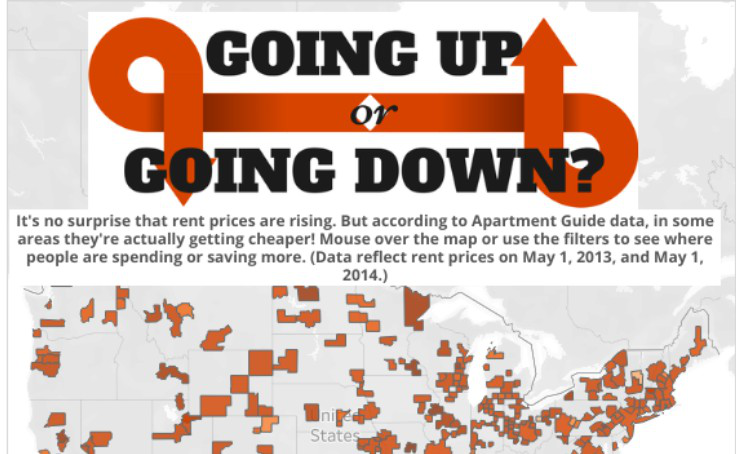 GOING UP
or
GOING DOWN?
It's no surprise that rent prices are rising. But according to Apartment Guide data, in some
areas they're actually getting cheaper! Mouse over the map or use the filters to see where
people are spending or saving more. (Data reflect rent prices on May 1, 2013, and May 1,
2014.)
United
States